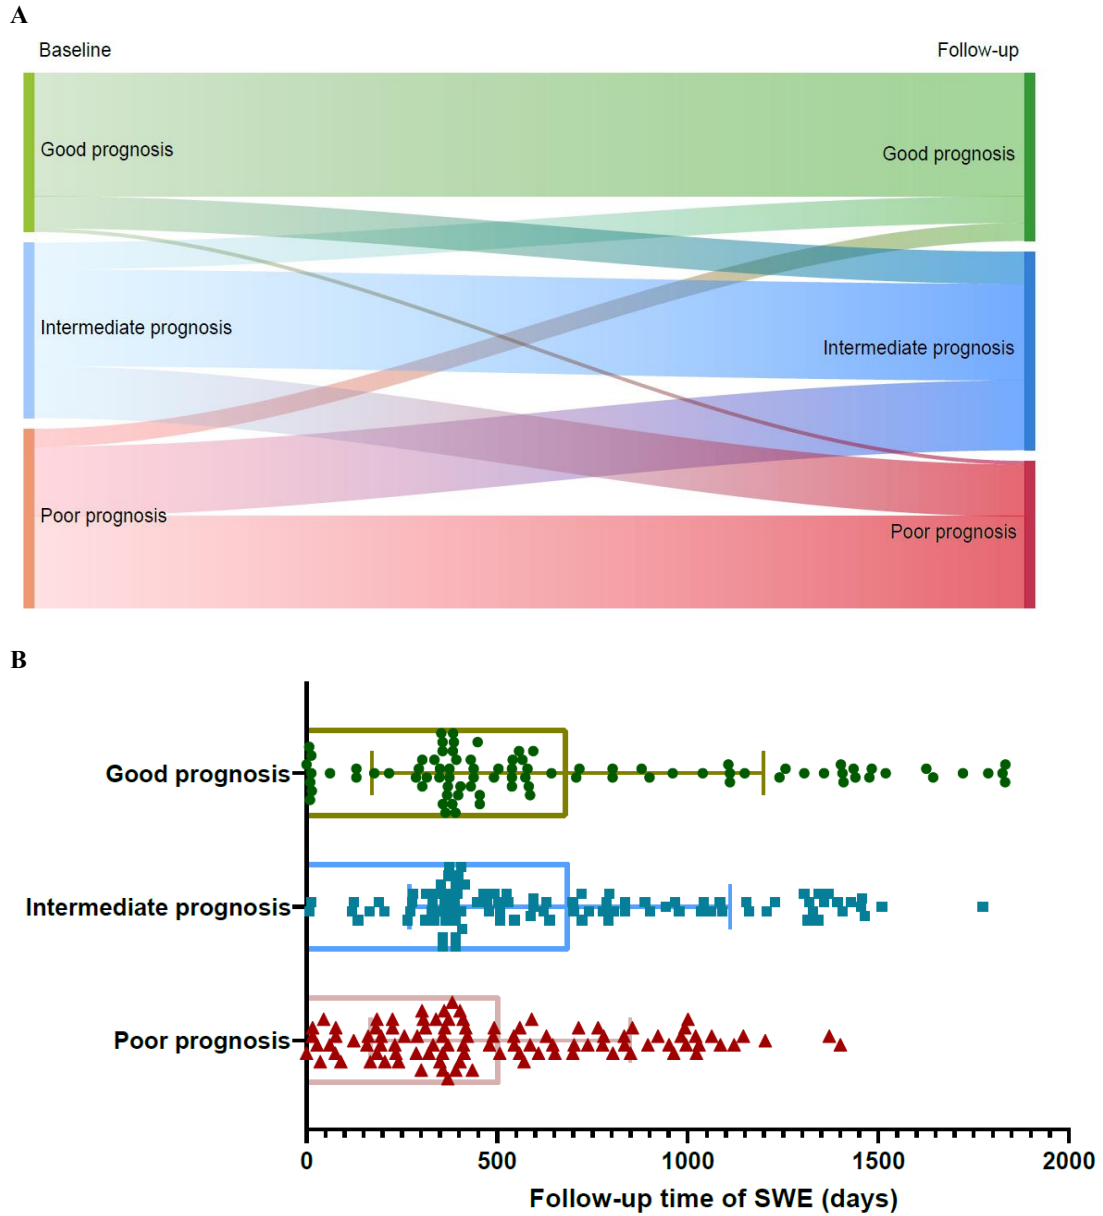 A
Baseline Follow-up
Good prognosis Good prognosis
Intermediate prognosis Intermediate prognosis
Poor prognosis Poor prognosis
B
Good prognosis
Intermediate prognosis
Poor prognosis
0 500 1000 1500 2000
Follow-up time of SWE (days)